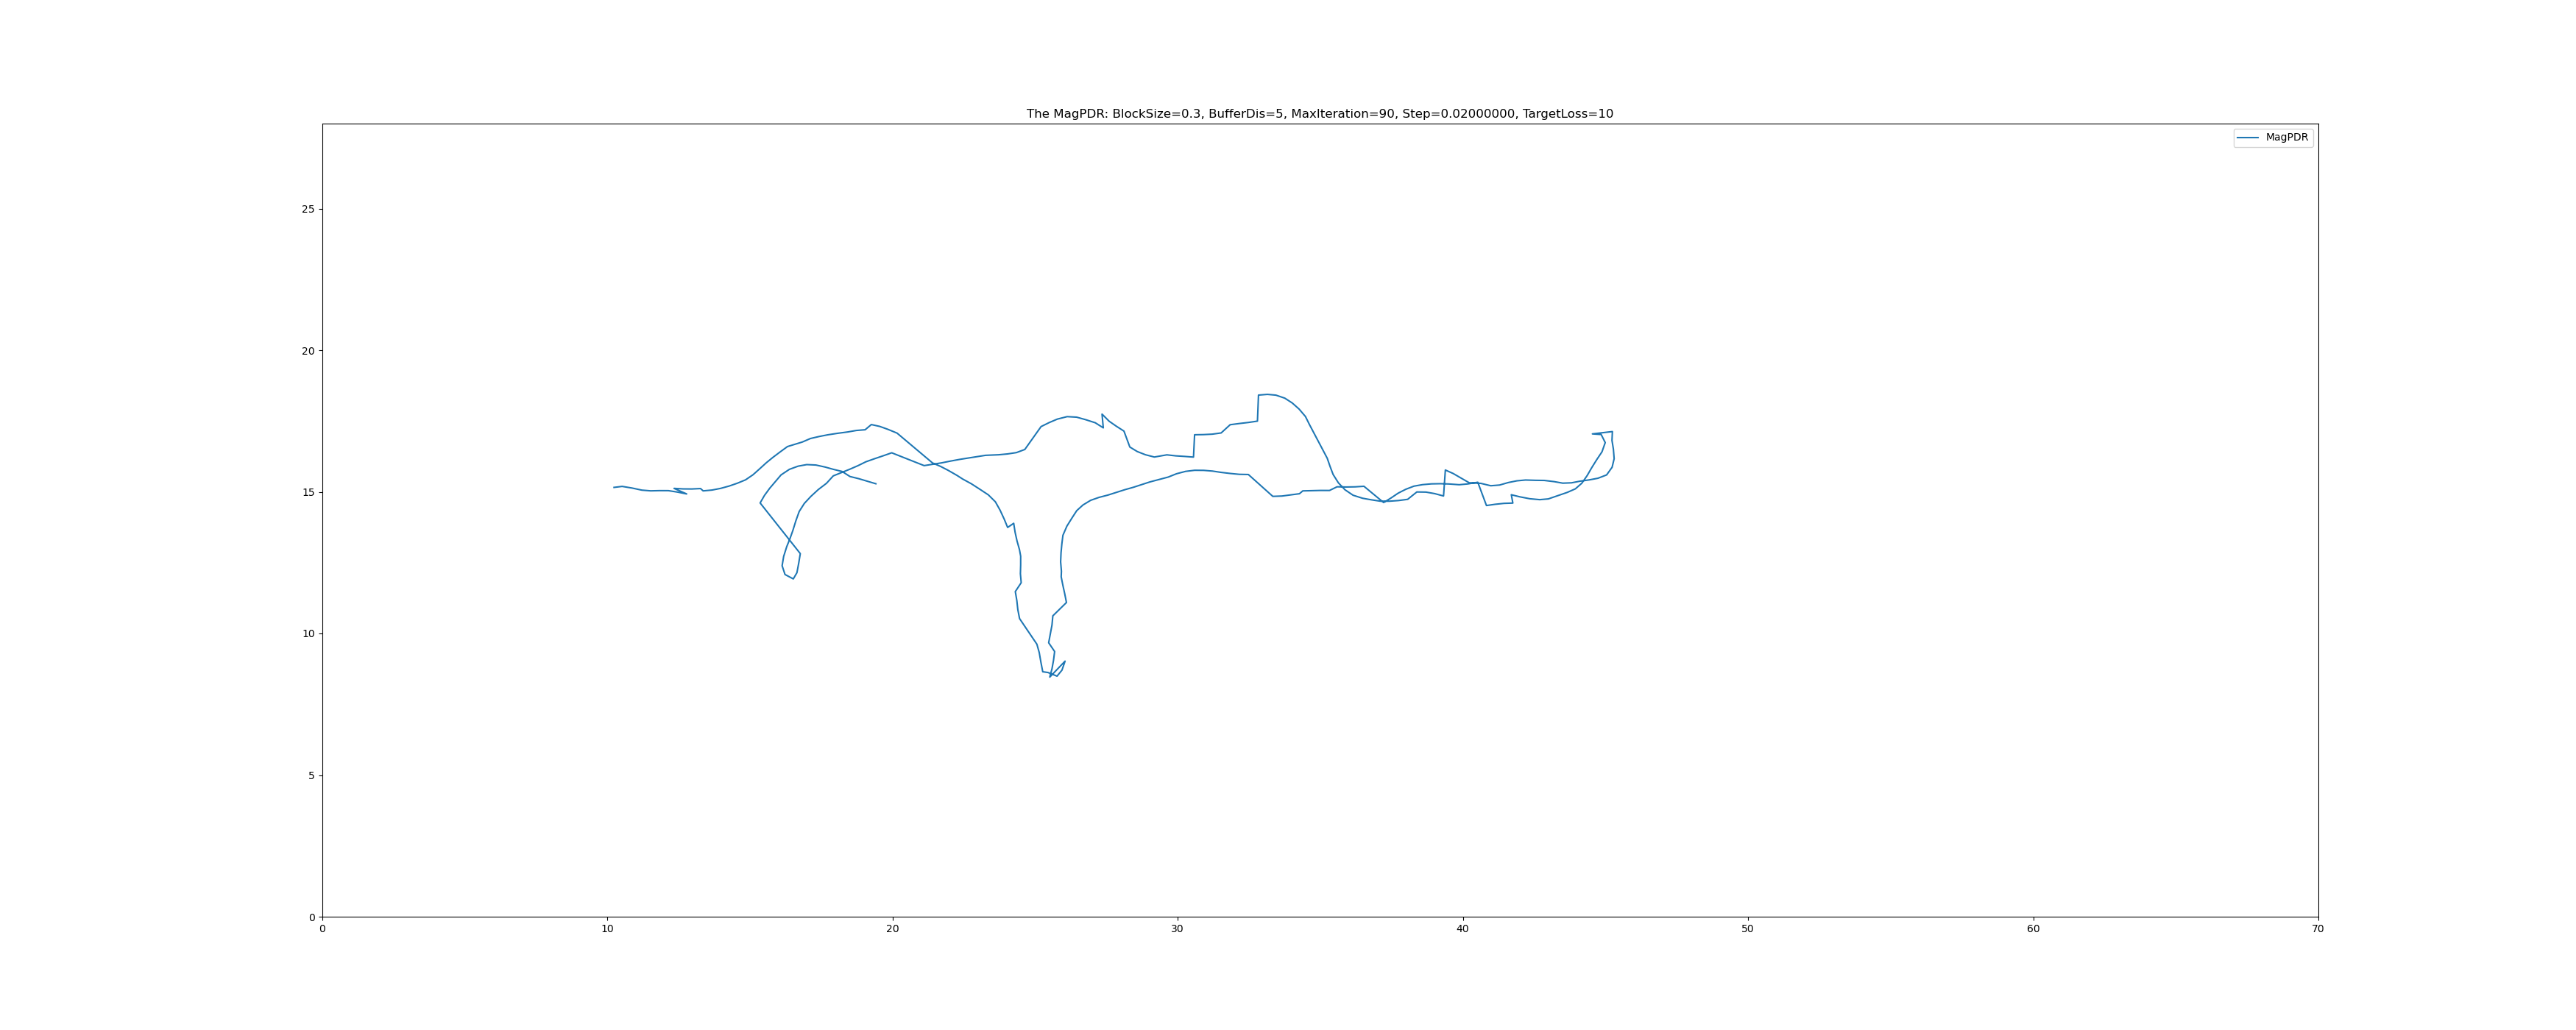 The MagPDR: BlockSize=0.3, BufferDis=5, MaxIteration=90, Step=0.02000000, TargetLoss=10
MagPDR
25
20
15
10
5
0
0 10 20 30 40 50 60 70